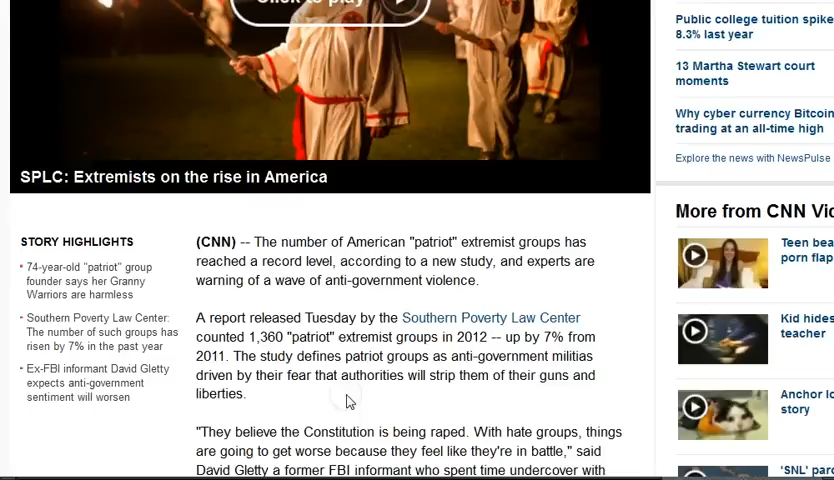 Click to play
Public college tuition spike
8.3% last year
13 Martha Stewart court
moments
Why cyber currency Bitcoin
trading at an all-time high
Explore the news with NewsPulse
SPLC: Extremists on the rise in America
More from CNN Vid
Teen bea
porn flap
Kid hides
teacher
Anchor lo
story
'SNL' paro
STORY HIGHLIGHTS
74-year-old "patriot" group
founder says her Granny
Warriors are harmless
Southern Poverty Law Center:
The number of such groups has
risen by 7% in the past year
Ex-FBI informant David Gletty
expects anti-government
sentiment will worsen
(CNN) -- The number of American "patriot" extremist groups has
reached a record level, according to a new study, and experts are
warning of a wave of anti-government violence.
A report released Tuesday by the Southern Poverty Law Center
counted 1,360 "patriot" extremist groups in 2012 -- up by 7% from
2011. The study defines patriot groups as anti-government militias
driven by their fear that authorities will strip them of their guns and
liberties.
"They believe the Constitution is being raped. With hate groups, things
are going to get worse because they feel like they're in battle," said
David Gletty a former FBI informant who spent time undercover with